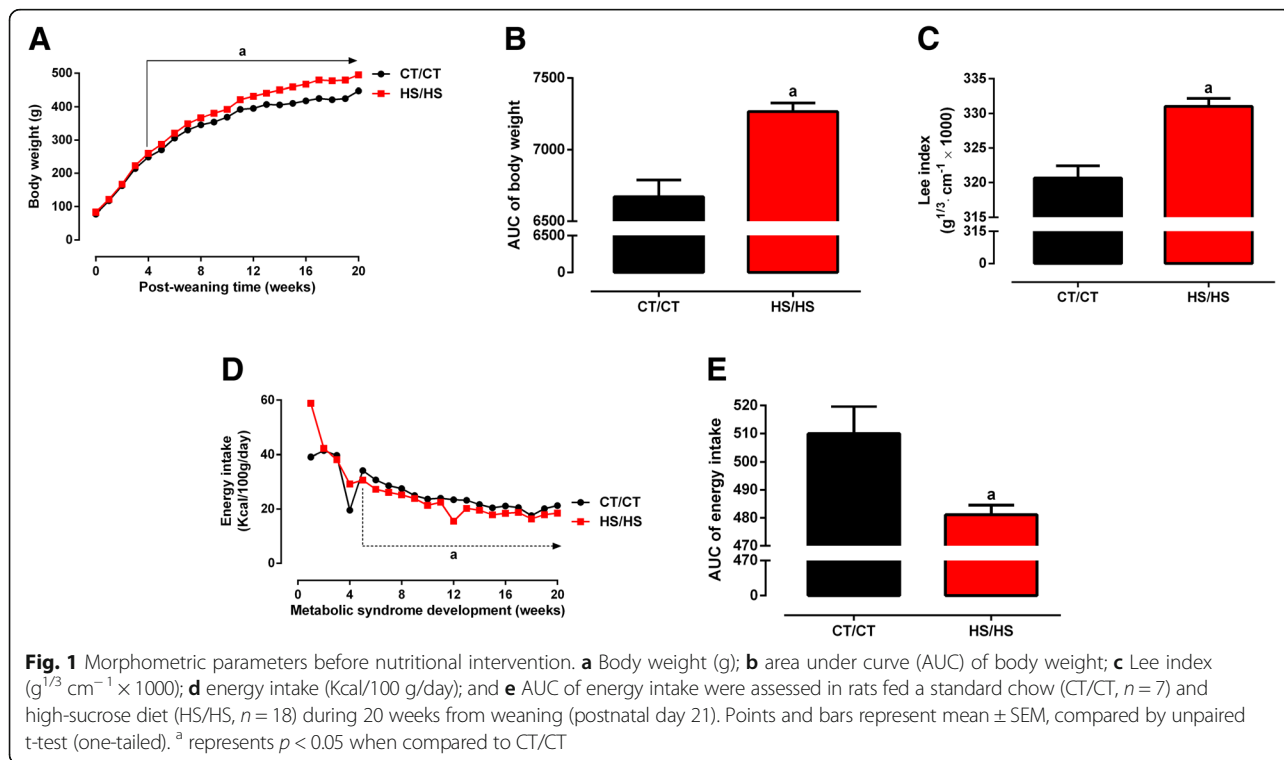 A
a
CT/CT
HS/HS
Body weight (g)
500
400
300
200
100
0
0 4 8 12 16 20
Post-weaning time (weeks)
B
AUC of body weight
7500
7000
6500
6500
0
a
CT/CT HS/HS
C
Lee index
(g^1/3 · cm^-1 × 1000)
335
330
325
320
315
315
0
a
CT/CT HS/HS
D
Energy intake
(Kcal/100g/day)
60
40
20
0
a
CT/CT
HS/HS
0 4 8 12 16 20
Metabolic syndrome development (weeks)
E
AUC of energy intake
520
510
500
490
480
470
470
0
a
CT/CT HS/HS
Fig. 1 Morphometric parameters before nutritional intervention. a Body weight (g); b area under curve (AUC) of body weight; c Lee index
(g^1/3 cm^− 1 × 1000); d energy intake (Kcal/100 g/day); and e AUC of energy intake were assessed in rats fed a standard chow (CT/CT, n = 7) and
high-sucrose diet (HS/HS, n = 18) during 20 weeks from weaning (postnatal day 21). Points and bars represent mean ± SEM, compared by unpaired
t-test (one-tailed). ^a represents p < 0.05 when compared to CT/CT